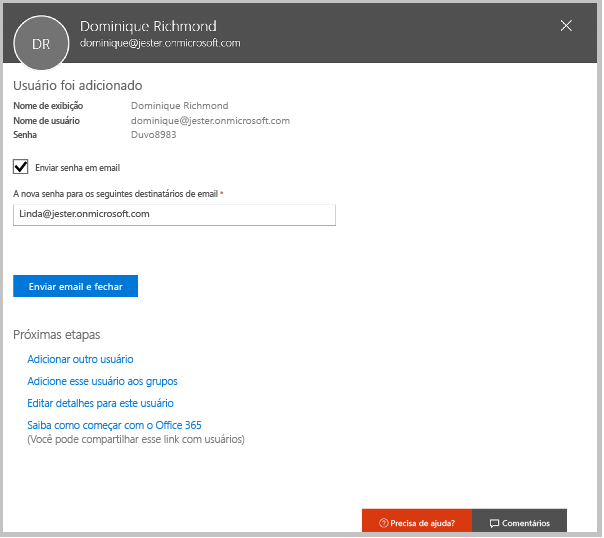 DR
Dominique Richmond
dominique@jester.onmicrosoft.com
Usuário foi adicionado
Nome de exibição Dominique Richmond
Nome de usuário dominique@jester.onmicrosoft.com
Senha Duvo8983
Enviar senha em email
A nova senha para os seguintes destinatários de email *
Linda@jester.onmicrosoft.com
Enviar email e fechar
Próximas etapas
Adicionar outro usuário
Adicione esse usuário aos grupos
Editar detalhes para este usuário
Saiba como começar com o Office 365
(Você pode compartilhar esse link com usuários)
Precisa de ajuda? Comentários